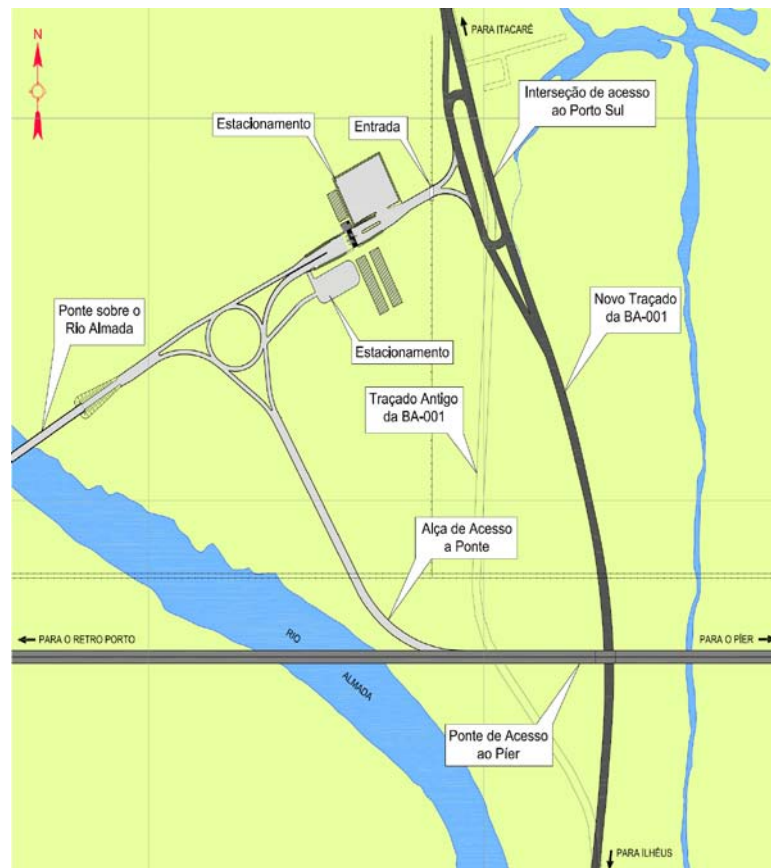 PARA ITACARÉ
N
Interseção de acesso
ao Porto Sul
Estacionamento
Entrada
Ponte sobre o
Rio Almada
Novo Traçado
da BA-001
Estacionamento
Traçado Antigo
da BA-001
Alça de Acesso
a Ponte
PARA O RETRO PORTO
RIO
ALMADA
PARA O PÍER
Ponte de Acesso
ao Píer
PARA ILHÉUS